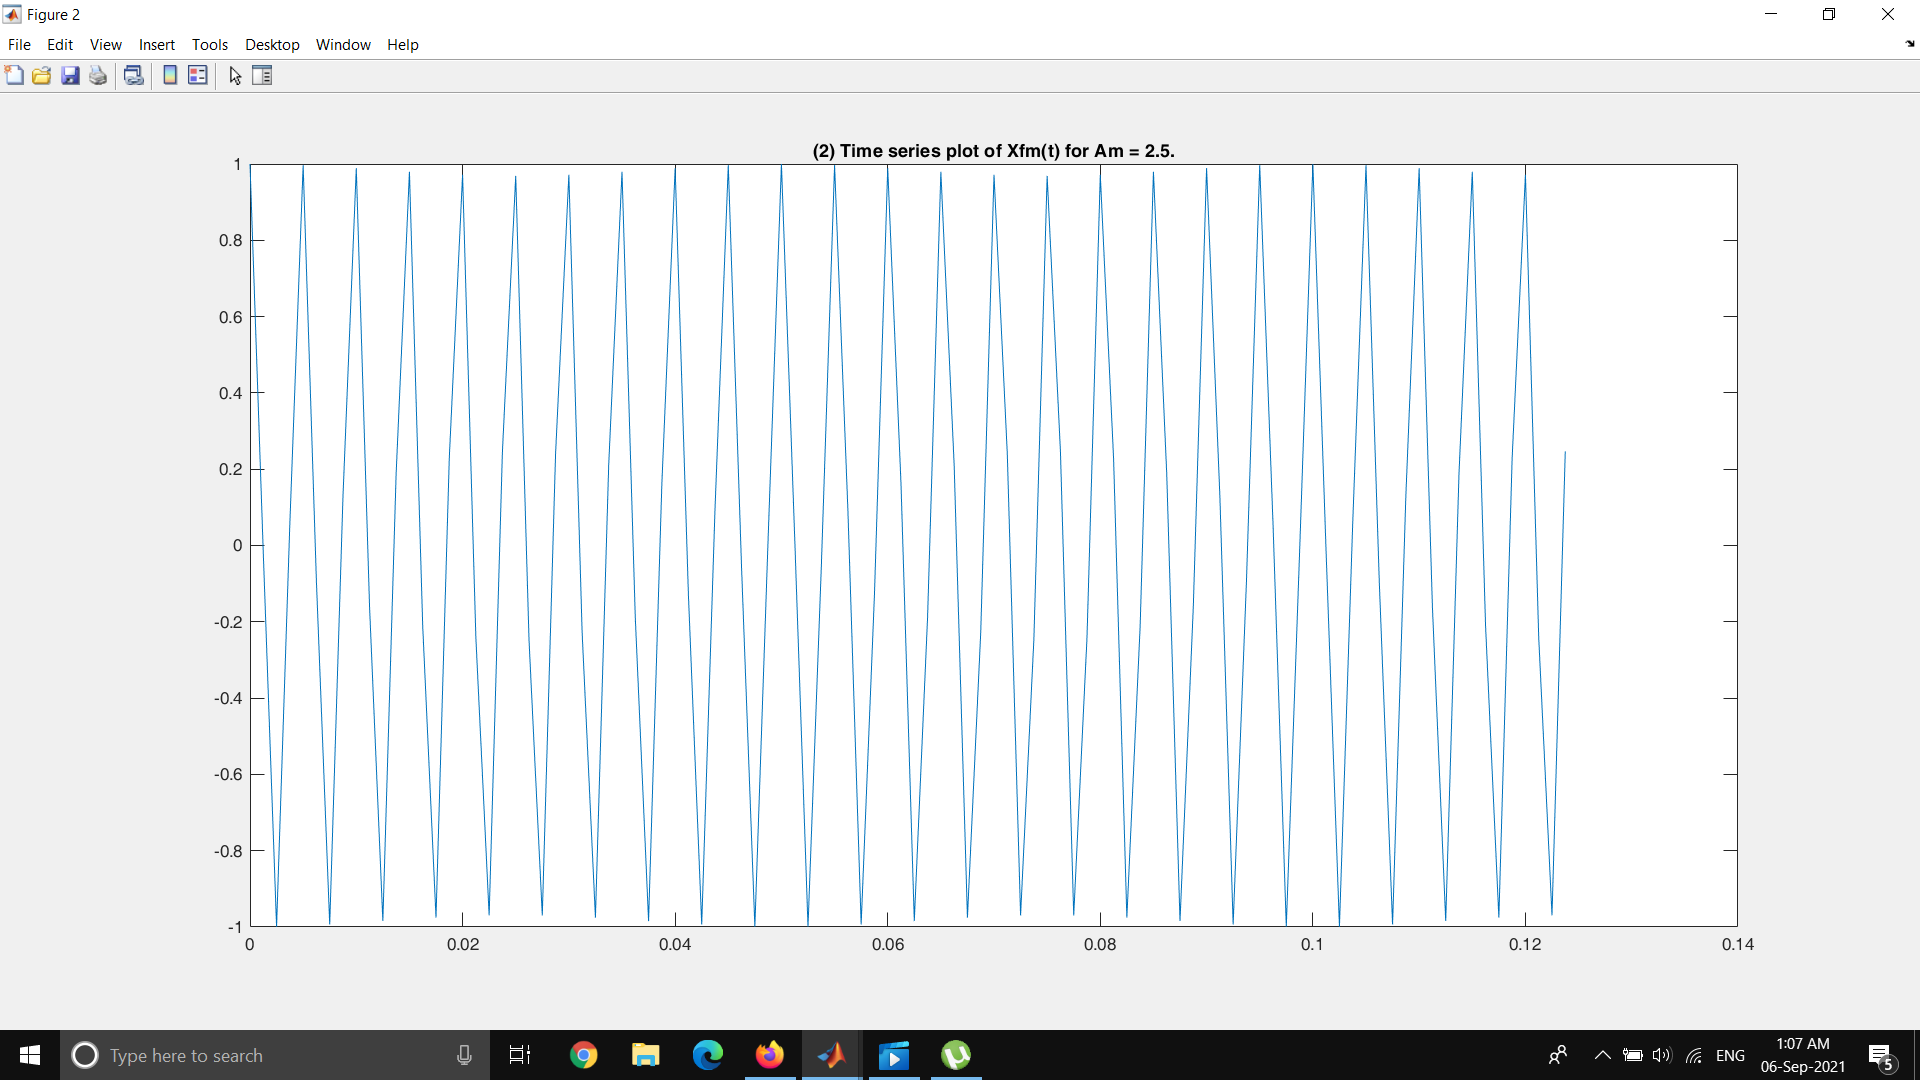 Figure 2
File Edit View Insert Tools Desktop Window Help
(2) Time series plot of Xfm(t) for Am = 2.5.
1
0.8
0.6
0.4
0.2
0
-0.2
-0.4
-0.6
-0.8
-1
0 0.02 0.04 0.06 0.08 0.1 0.12 0.14
Type here to search
ENG
1:07 AM
06-Sep-2021
5